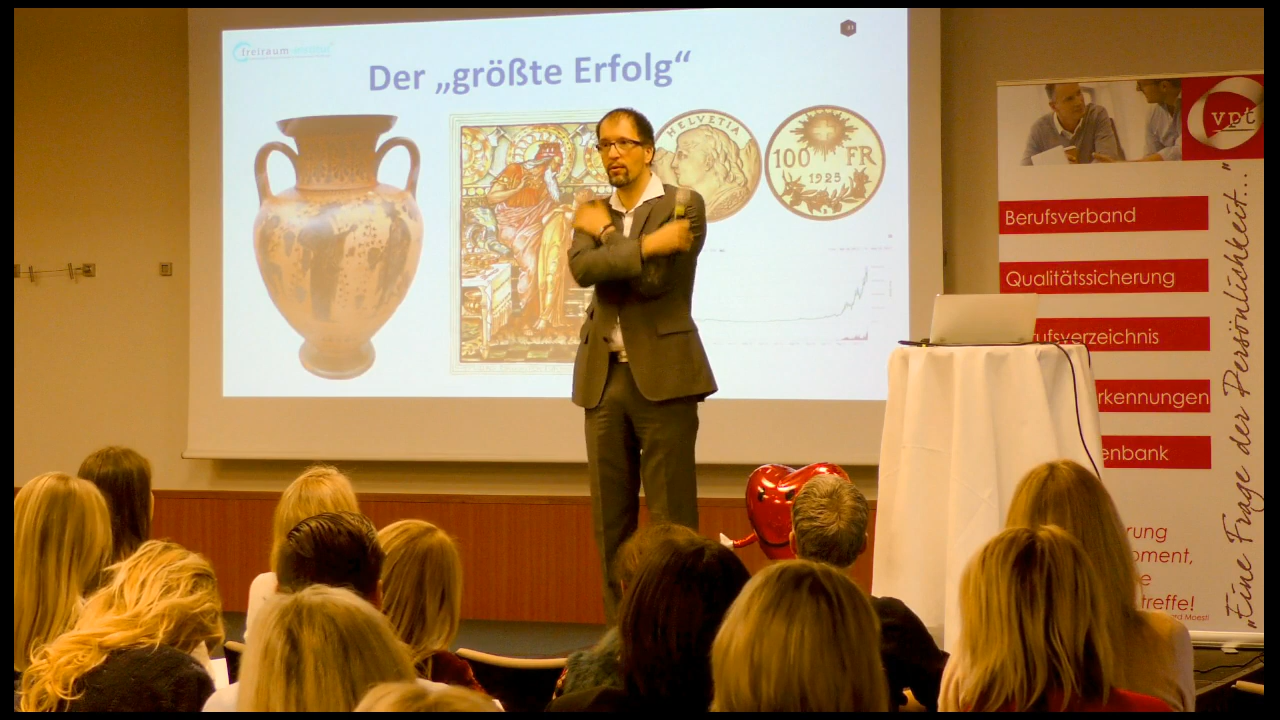 freiraum
Der „größte Erfolg“
HELVETIA
100 FR
1925
vpt
Berufsverband
Qualitätssicherung
ufsverzeichnis
rkennungen
enbank
„Eine Frage der Persönlichkeit..."
rung
oment,
e
treffe!